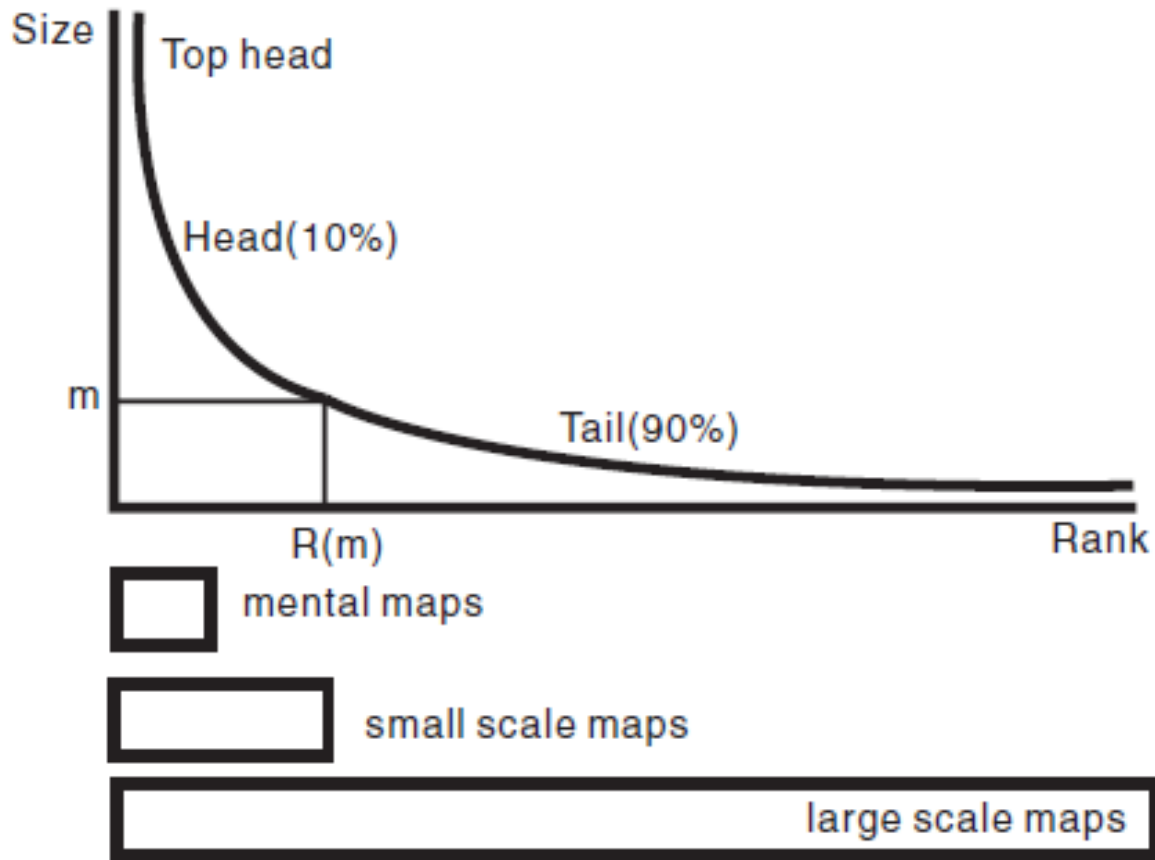 Size
Top head
Head(10%)
m
Tail(90%)
R(m)
Rank
mental maps
small scale maps
large scale maps